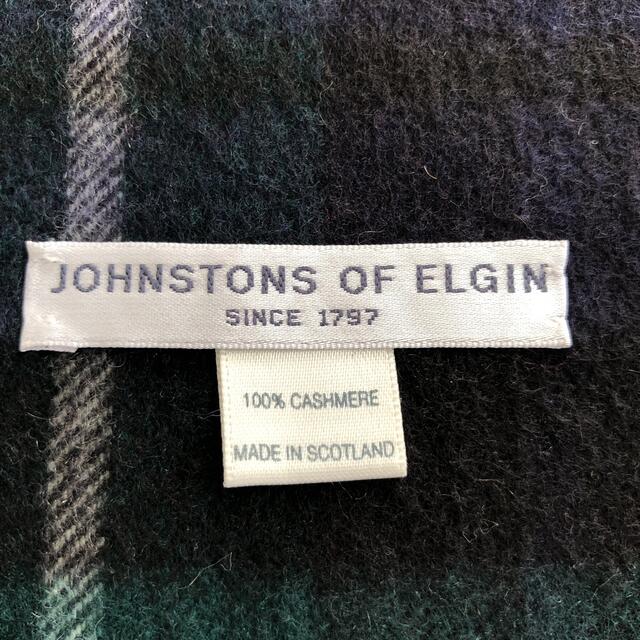 JOHNSTONS OF ELGIN
SINCE 1797
100% CASHMERE
MADE IN SCOTLAND